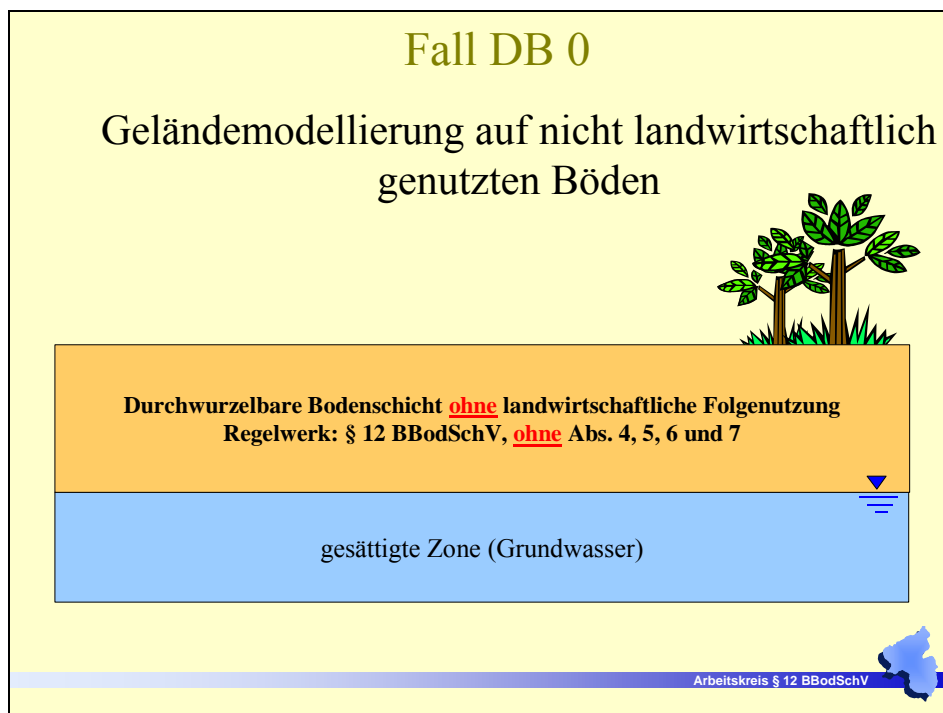 Fall DB 0
Geländemodellierung auf nicht landwirtschaftlich
genutzten Böden
Durchwurzelbare Bodenschicht ohne landwirtschaftliche Folgenutzung
Regelwerk: § 12 BBodSchV, ohne Abs. 4, 5, 6 und 7
gesättigte Zone (Grundwasser)
Arbeitskreis § 12 BBodSchV